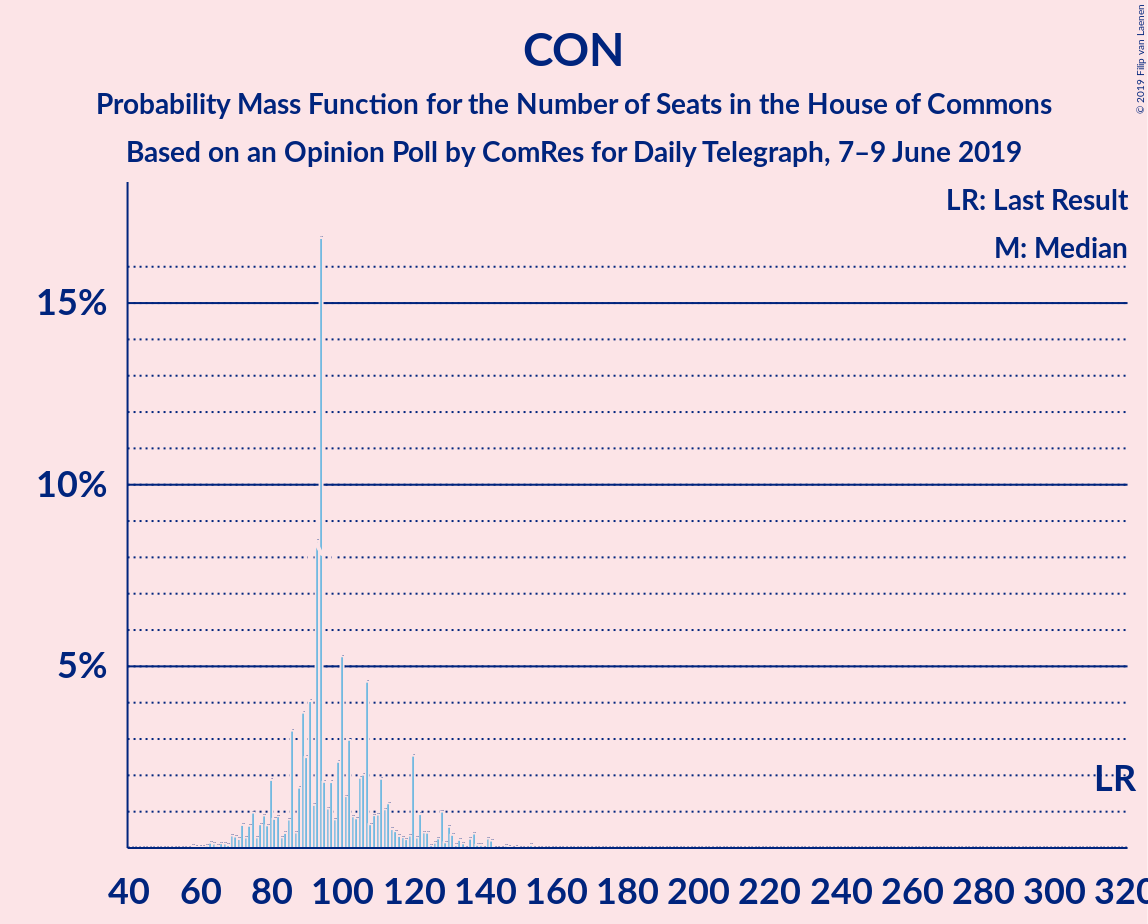 CON
Probability Mass Function for the Number of Seats in the House of Commons
Based on an Opinion Poll by ComRes for Daily Telegraph, 7–9 June 2019
© 2019 Filip van Laenen
LR: Last Result
M: Median
15%
10%
5%
LR
40 60 80 100 120 140 160 180 200 220 240 260 280 300 320